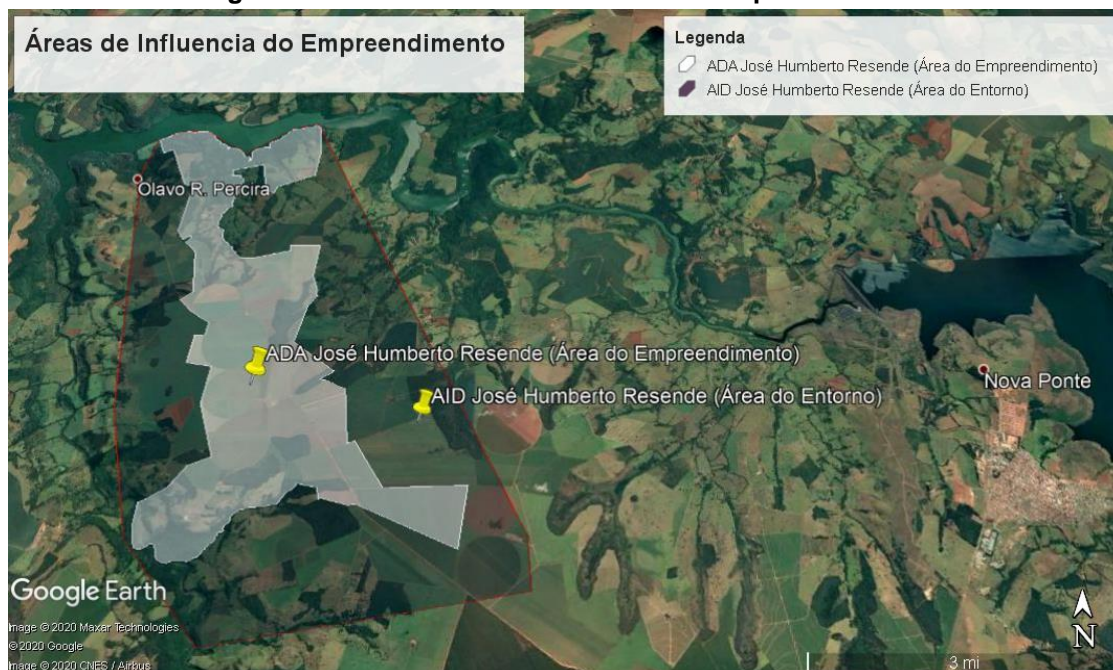 Áreas de Influencia do Empreendimento
Legenda
ADA José Humberto Resende (Área do Empreendimento)
AID José Humberto Resende (Área do Entorno)
Olavo R. Percira
ADA José Humberto Resende (Área do Empreendimento)
AID José Humberto Resende (Área do Entorno)
Nova Ponte
Google Earth
Image © 2020 Maxar Technologies
© 2020 Google
Image © 2020 CNES / Airbus
3 mi
N